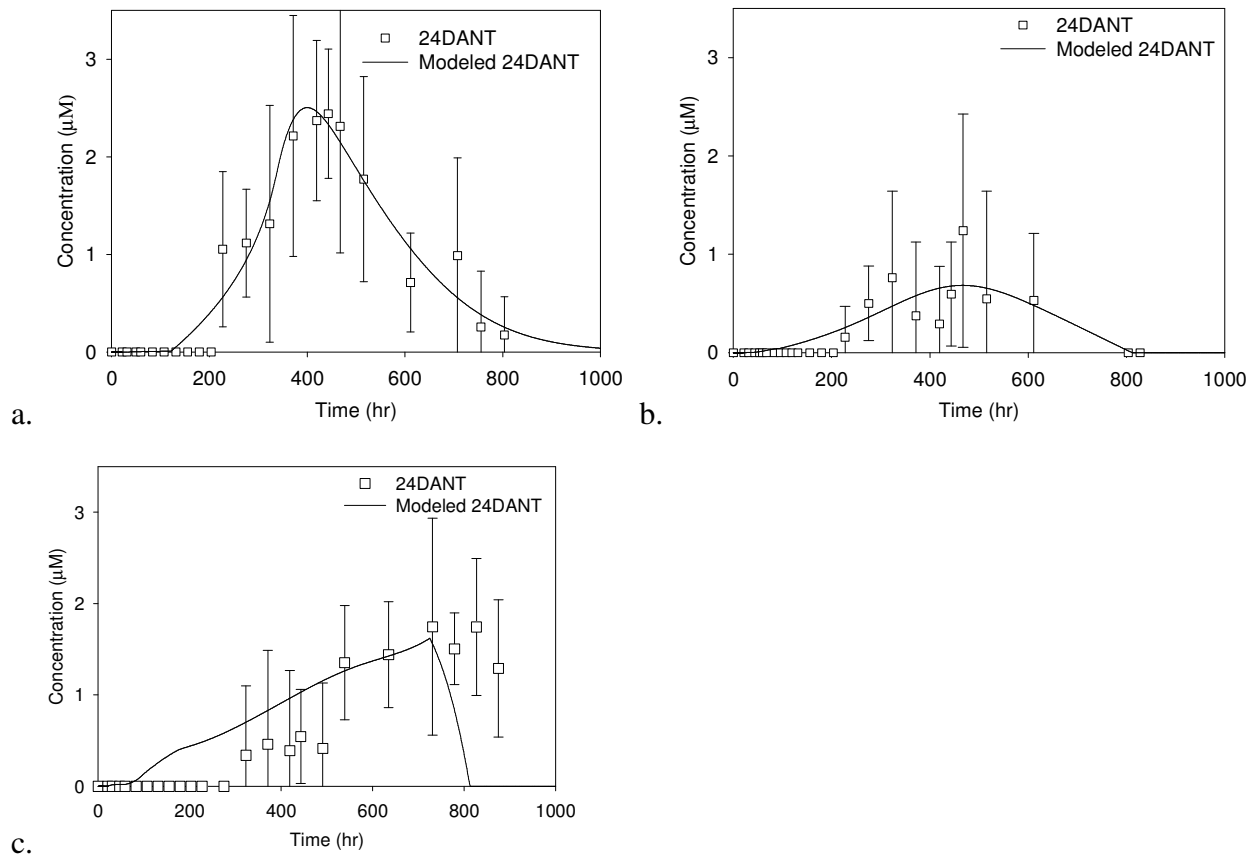 24DANT
Modeled 24DANT
Concentration (µM)
3
2
1
0
0 200 400 600 800 1000
Time (hr)
a.
24DANT
Modeled 24DANT
Concentration (µM)
3
2
1
0
0 200 400 600 800 1000
Time (hr)
b.
24DANT
Modeled 24DANT
Concentration (µM)
3
2
1
0
0 200 400 600 800 1000
Time (hr)
c.